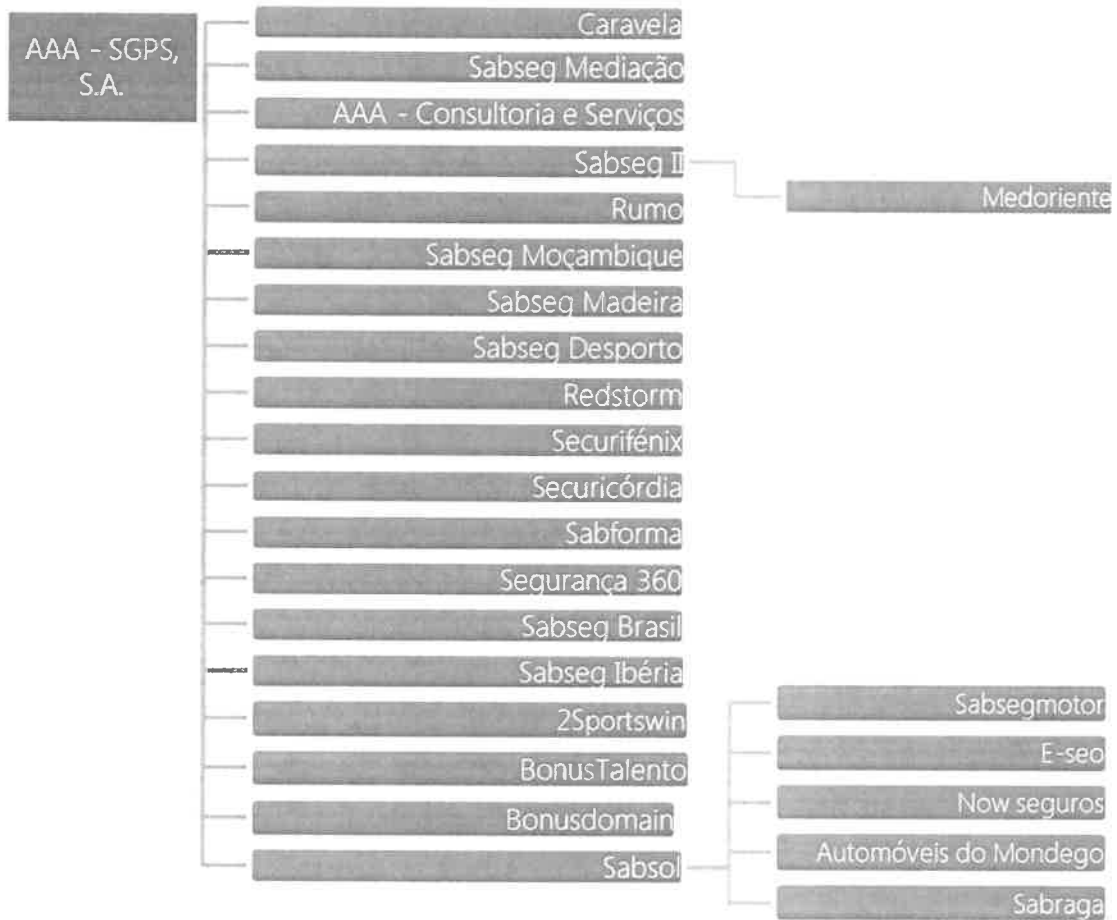 AAA - SGPS,
S.A.
Caravela
Sabseg Mediação
AAA - Consultoria e Serviços
Sabseg II
Medoriente
Rumo
Sabseg Moçambique
Sabseg Madeira
Sabseg Desporto
Redstorm
Securifénix
Securicórdia
Sabforma
Segurança 360
Sabseg Brasil
Sabseg Ibéria
2Sportswin
BonusTalento
Bonusdomain
Sabsol
Sabsegmotor
E-seo
Now seguros
Automóveis do Mondego
Sabraga